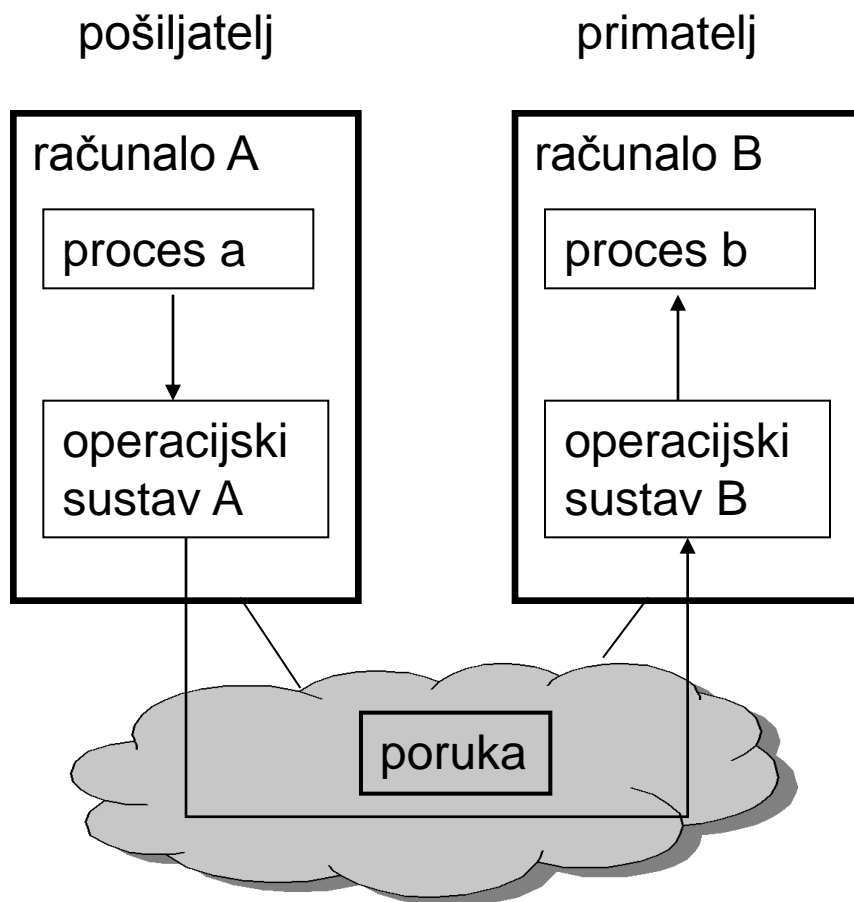 pošiljatelj
primatelj
računalo A
proces a
operacijski
sustav A
računalo B
proces b
operacijski
sustav B
poruka